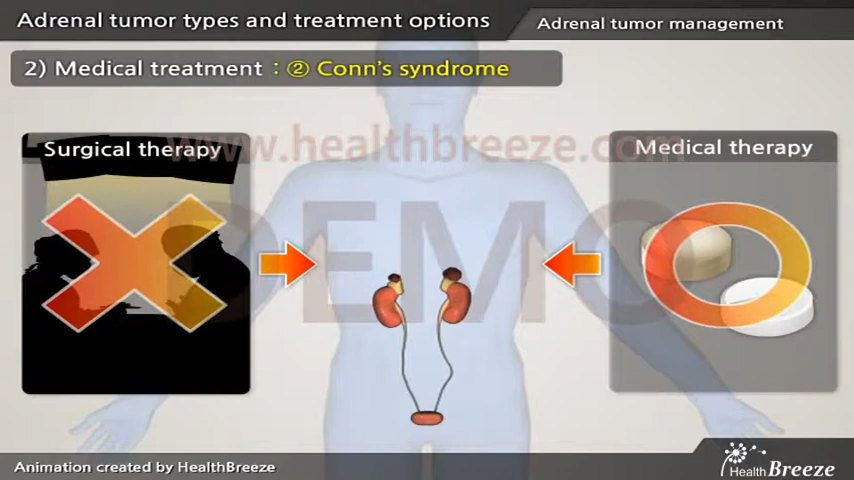 Adrenal tumor types and treatment options
Adrenal tumor management
2) Medical treatment : ② Conn's syndrome
www.healthbreeze.com
Surgical therapy
Medical therapy
DEMO
Animation created by HealthBreeze
Health Breeze